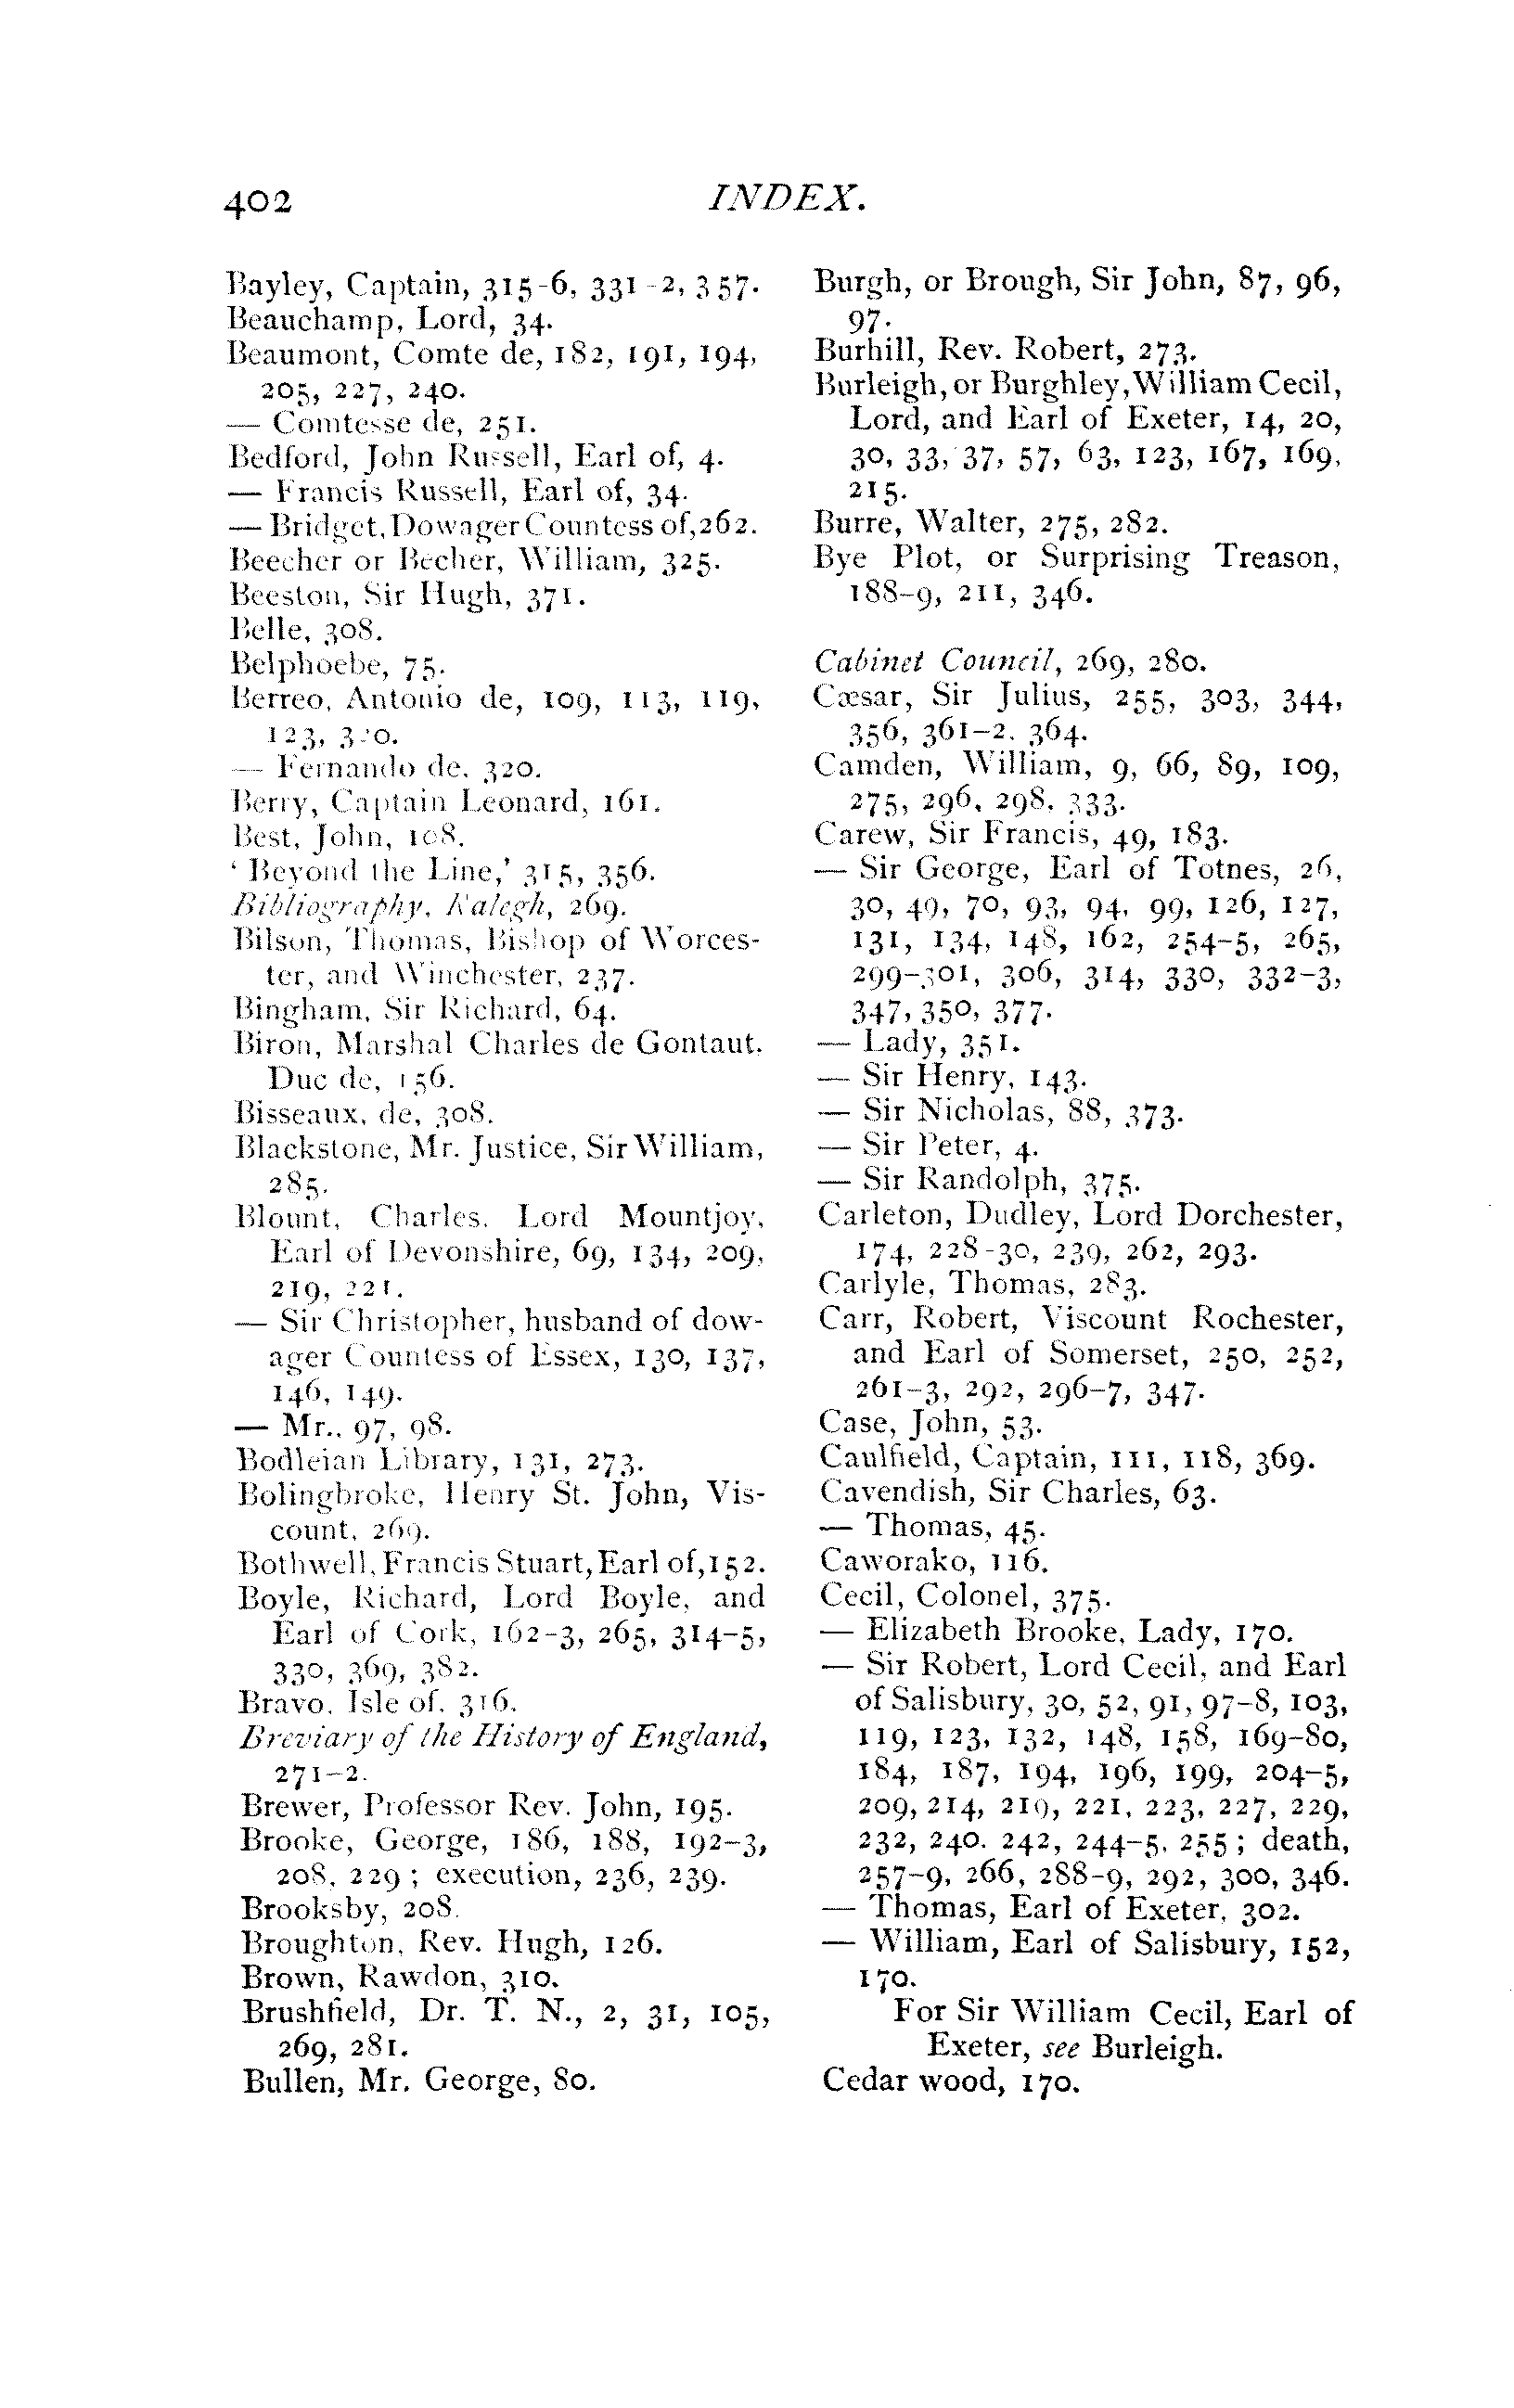 402
INDEX.
Bayley, Captain, 315-6, 331-2, 357.
Beauchamp, Lord, 34.
Beaumont, Comte de, 182, 191, 194,
205, 227, 240.
— Comtesse de, 251.
Bedford, John Russell, Earl of, 4.
— Francis Russell, Earl of, 34.
— Bridget, Dowager Countess of, 262.
Beecher or Becher, William, 325.
Beeston, Sir Hugh, 371.
Belle, 308.
Belphoebe, 75.
Berreo, Antonio de, 109, 113, 119,
123, 320.
— Fernando de, 320.
Berry, Captain Leonard, 161.
Best, John, 108.
‘Beyond the Line,’ 315, 356.
Bibliography, Ralegh, 269.
Bilson, Thomas, Bishop of Worces-
ter, and Winchester, 237.
Bingham, Sir Richard, 64.
Biron, Marshal Charles de Gontaut,
Duc de, 156.
Bisseaux, de, 308.
Blackstone, Mr. Justice, Sir William,
285.
Blount, Charles, Lord Mountjoy,
Earl of Devonshire, 69, 134, 209,
219, 221.
— Sir Christopher, husband of dow-
ager Countess of Essex, 130, 137,
146, 149.
— Mr., 97, 98.
Bodleian Library, 131, 273.
Bolingbroke, Henry St. John, Vis-
count, 269.
Bothwell, Francis Stuart, Earl of, 152.
Boyle, Richard, Lord Boyle, and
Earl of Cork, 162-3, 265, 314-5,
330, 369, 382.
Bravo, Isle of, 316.
Breviary of the History of England,
271-2.
Brewer, Professor Rev. John, 195.
Brooke, George, 186, 188, 192-3,
208, 229; execution, 236, 239.
Brooksby, 208.
Broughton, Rev. Hugh, 126.
Brown, Rawdon, 310.
Brushfield, Dr. T. N., 2, 31, 105,
269, 281.
Bullen, Mr. George, 80.
Burgh, or Brough, Sir John, 87, 96,
97.
Burhill, Rev. Robert, 273.
Burleigh, or Burghley, William Cecil,
Lord, and Earl of Exeter, 14, 20,
30, 33, 37, 57, 63, 123, 167, 169,
215.
Burre, Walter, 275, 282.
Bye Plot, or Surprising Treason,
188-9, 211, 346.
Cabinet Council, 269, 280.
Cæsar, Sir Julius, 255, 303, 344,
356, 361-2, 364.
Camden, William, 9, 66, 89, 109,
275, 296, 298, 333.
Carew, Sir Francis, 49, 183.
— Sir George, Earl of Totnes, 26,
30, 49, 70, 93, 94, 99, 126, 127,
131, 134, 148, 162, 254-5, 265,
299-301, 306, 314, 330, 332-3,
347, 350, 377.
— Lady, 351.
— Sir Henry, 143.
— Sir Nicholas, 88, 373.
— Sir Peter, 4.
— Sir Randolph, 375.
Carleton, Dudley, Lord Dorchester,
174, 228-30, 239, 262, 293.
Carlyle, Thomas, 283.
Carr, Robert, Viscount Rochester,
and Earl of Somerset, 250, 252,
261-3, 292, 296-7, 347.
Case, John, 53.
Caulfield, Captain, 111, 118, 369.
Cavendish, Sir Charles, 63.
— Thomas, 45.
Caworako, 116.
Cecil, Colonel, 375.
— Elizabeth Brooke, Lady, 170.
— Sir Robert, Lord Cecil, and Earl
of Salisbury, 30, 52, 91, 97-8, 103,
119, 123, 132, 148, 158, 169-80,
184, 187, 194, 196, 199, 204-5,
209, 214, 219, 221, 223, 227, 229,
232, 240, 242, 244-5, 255; death,
257-9, 266, 288-9, 292, 300, 346.
— Thomas, Earl of Exeter, 302.
— William, Earl of Salisbury, 152,
170.
For Sir William Cecil, Earl of
Exeter, see Burleigh.
Cedar wood, 170.